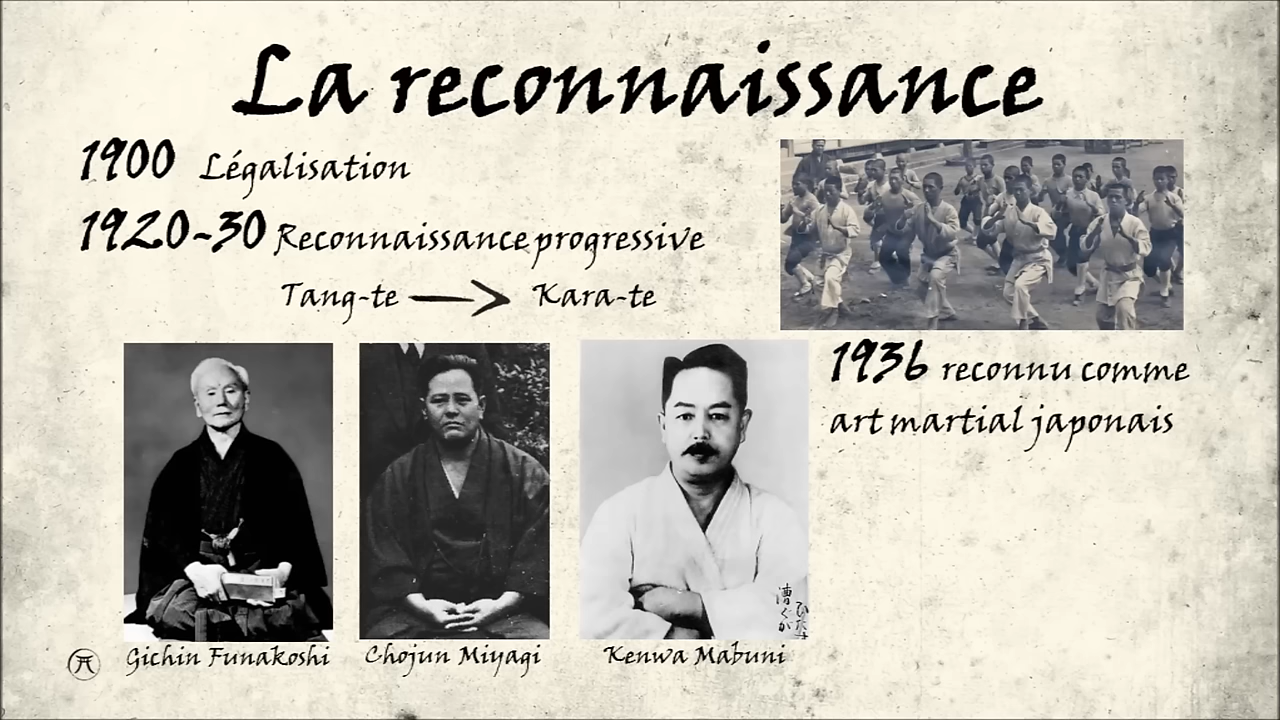 La reconnaissance
1900 Légalisation
1920-30 Reconnaissance progressive
Tang-te → Kara-te
1936 reconnu comme
art martial japonais
Gichin Funakoshi
Chojun Miyagi
Kenwa Mabuni